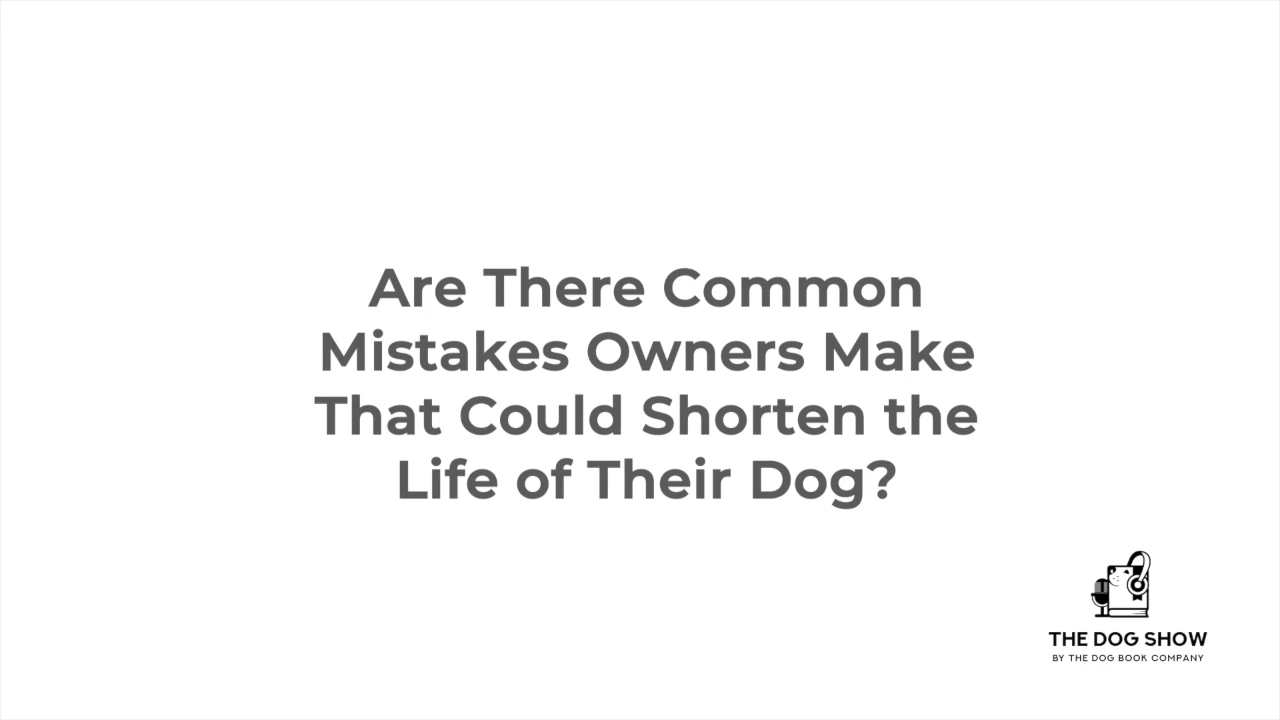 Are There Common
Mistakes Owners Make
That Could Shorten the
Life of Their Dog?
THE DOG SHOW
BY THE DOG BOOK COMPANY